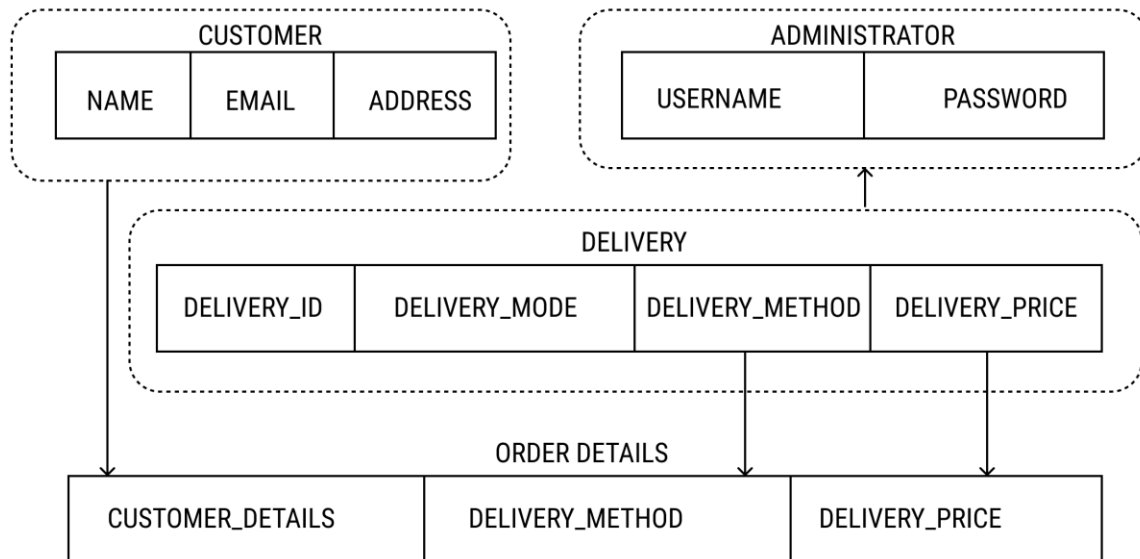 CUSTOMER
NAME EMAIL ADDRESS
ADMINISTRATOR
USERNAME PASSWORD
DELIVERY
DELIVERY_ID DELIVERY_MODE DELIVERY_METHOD DELIVERY_PRICE
ORDER DETAILS
CUSTOMER_DETAILS DELIVERY_METHOD DELIVERY_PRICE